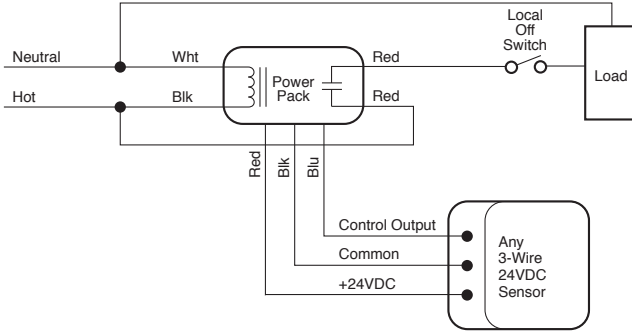 Local
Off
Switch
Neutral
Wht
Red
Load
Power
Pack
Hot
Blk
Red
Red
Blk
Blu
Control Output
Common
+24VDC
Any
3-Wire
24VDC
Sensor